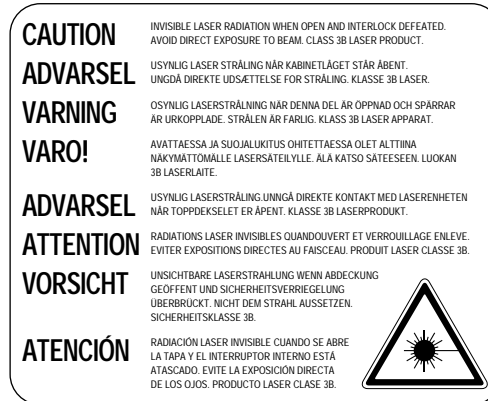 CAUTION
INVISIBLE LASER RADIATION WHEN OPEN AND INTERLOCK DEFEATED.
AVOID DIRECT EXPOSURE TO BEAM. CLASS 3B LASER PRODUCT.
ADVARSEL
USYNLIG LASER STRÅLING NÅR KABINETLÅGET STÅR ÅBENT.
UNGDÅ DIREKTE UDSÆTTELSE FOR STRÅLING. KLASSE 3B LASER.
VARNING
OSYNLIG LASERSTRÅLNING NÄR DENNA DEL ÄR ÖPPNAD OCH SPÄRRAR
ÄR URKOPPLADE. STRÅLEN ÄR FARLIG. KLASS 3B LASER APPARAT.
VARO!
AVATTAESSA JA SUOJALUKITUS OHITETTAESSA OLET ALTTIINA
NÄKYMÄTTÖMÄLLE LASERSÄTEILYLLE. ÄLÄ KATSO SÄTEESEEN. LUOKAN
3B LASERLAITE.
ADVARSEL
USYNLIG LASERSTRÅLING.UNNGÅ DIREKTE KONTAKT MED LASERENHETEN
NÅR TOPPDEKSELET ER ÅPENT. KLASSE 3B LASERPRODUKT.
ATTENTION
RADIATIONS LASER INVISIBLES QUANDOUVERT ET VERROUILLAGE ENLEVE.
EVITER EXPOSITIONS DIRECTES AU FAISCEAU. PRODUIT LASER CLASSE 3B.
VORSICHT
UNSICHTBARE LASERSTRAHLUNG WENN ABDECKUNG
GEÖFFENT UND SICHERHEITSVERRIEGELUNG
ÜBERBRÜCKT. NICHT DEM STRAHL AUSSETZEN.
SICHERHEITSKLASSE 3B.
ATENCIÓN
RADIACIÓN LASER INVISIBLE CUANDO SE ABRE
LA TAPA Y EL INTERRUPTOR INTERNO ESTÁ
ATASCADO. EVITE LA EXPOSICIÓN DIRECTA
DE LOS OJOS. PRODUCTO LASER CLASE 3B.